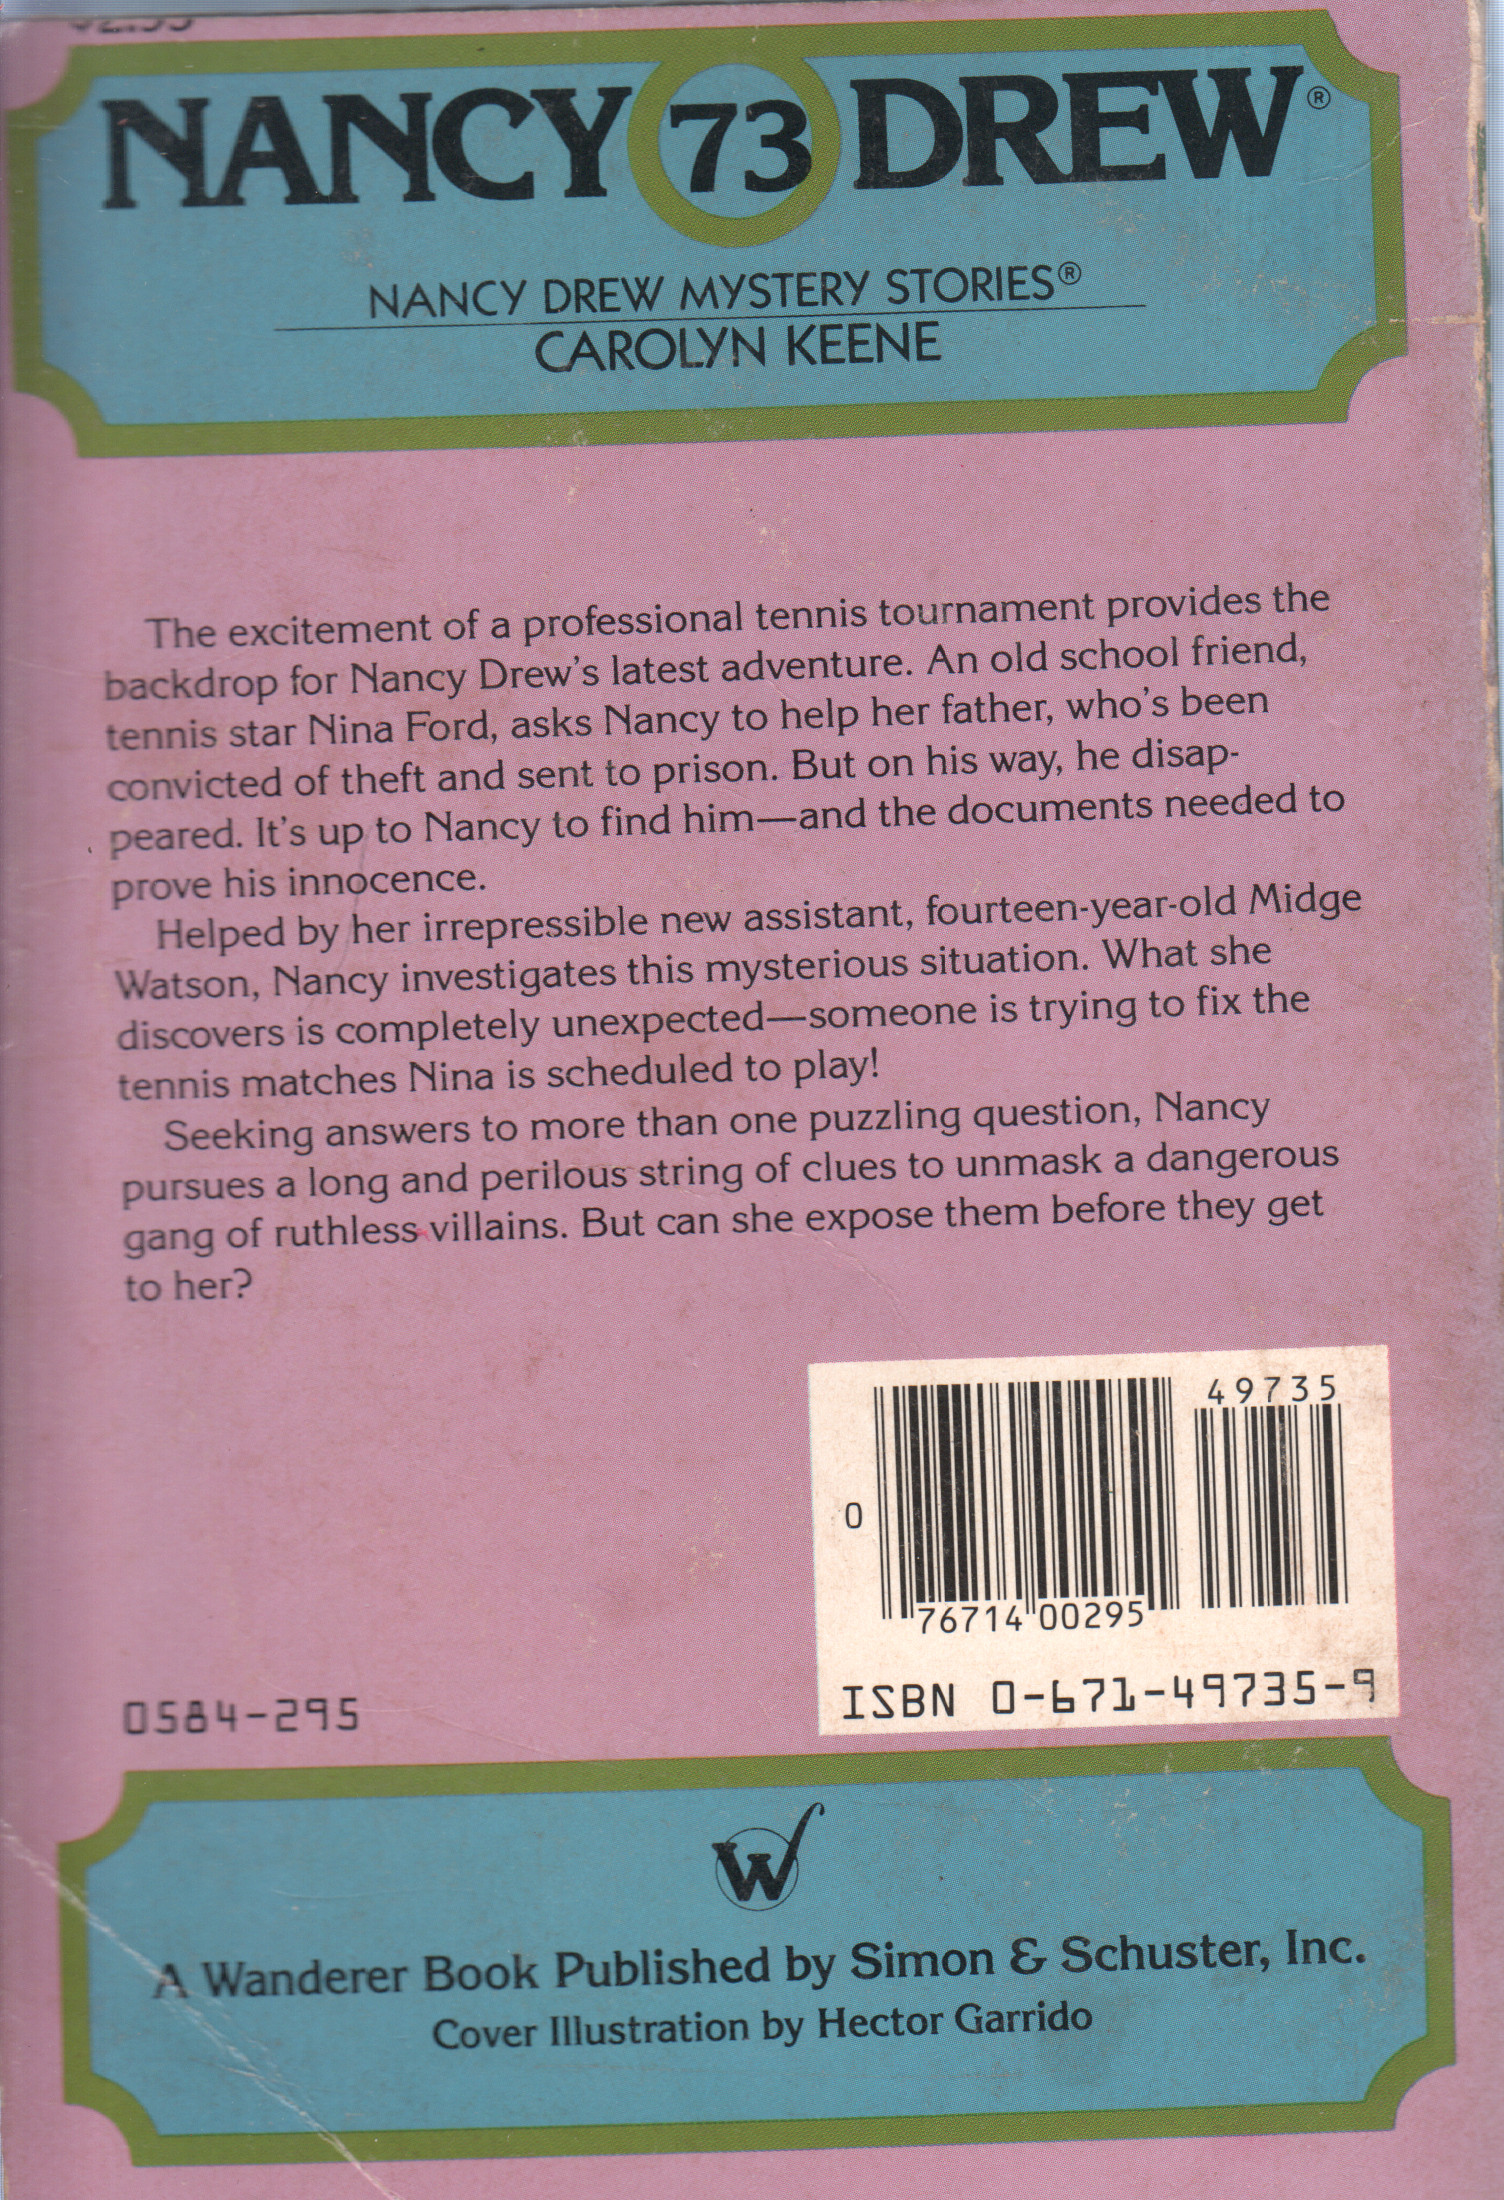 NANCY 73 DREW®
NANCY DREW MYSTERY STORIES®
CAROLYN KEENE
The excitement of a professional tennis tournament provides the
backdrop for Nancy Drew's latest adventure. An old school friend,
tennis star Nina Ford, asks Nancy to help her father, who's been
convicted of theft and sent to prison. But on his way, he disap-
peared. It's up to Nancy to find him—and the documents needed to
prove his innocence.
Helped by her irrepressible new assistant, fourteen-year-old Midge
Watson, Nancy investigates this mysterious situation. What she
discovers is completely unexpected—someone is trying to fix the
tennis matches Nina is scheduled to play!
Seeking answers to more than one puzzling question, Nancy
pursues a long and perilous string of clues to unmask a dangerous
gang of ruthless villains. But can she expose them before they get
to her?
49735
0
76714 00295
ISBN 0-671-49735-9
0584-295
W
A Wanderer Book Published by Simon & Schuster, Inc.
Cover Illustration by Hector Garrido